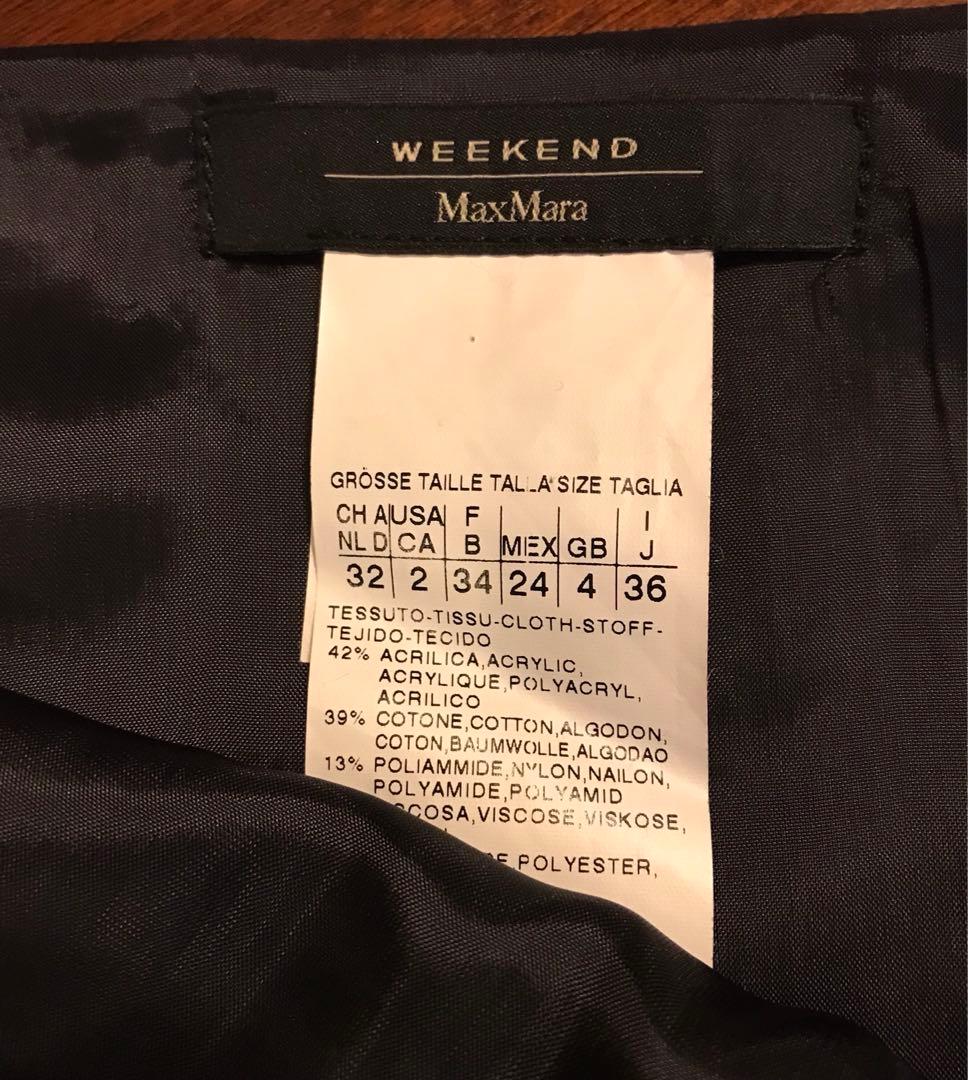 WEEKEND
MaxMara
GRÖSSE TAILLE TALLA SIZE TAGLIA
CH A USA F I
NL D CA B MEX GB J
32 2 34 24 4 36
TESSUTO-TISSU-CLOTH-STOFF-
TEJIDO-TECIDO
42% ACRILICA,ACRYLIC,
ACRYLIQUE,POLYACRYL,
ACRILICO
39% COTONE,COTTON,ALGODON,
COTON,BAUMWOLLE,ALGODAO
13% POLIAMMIDE,NYLON,NAILON,
POLYAMIDE,POLYAMID
VISCOSE,VISKOSE,
POLYESTER,